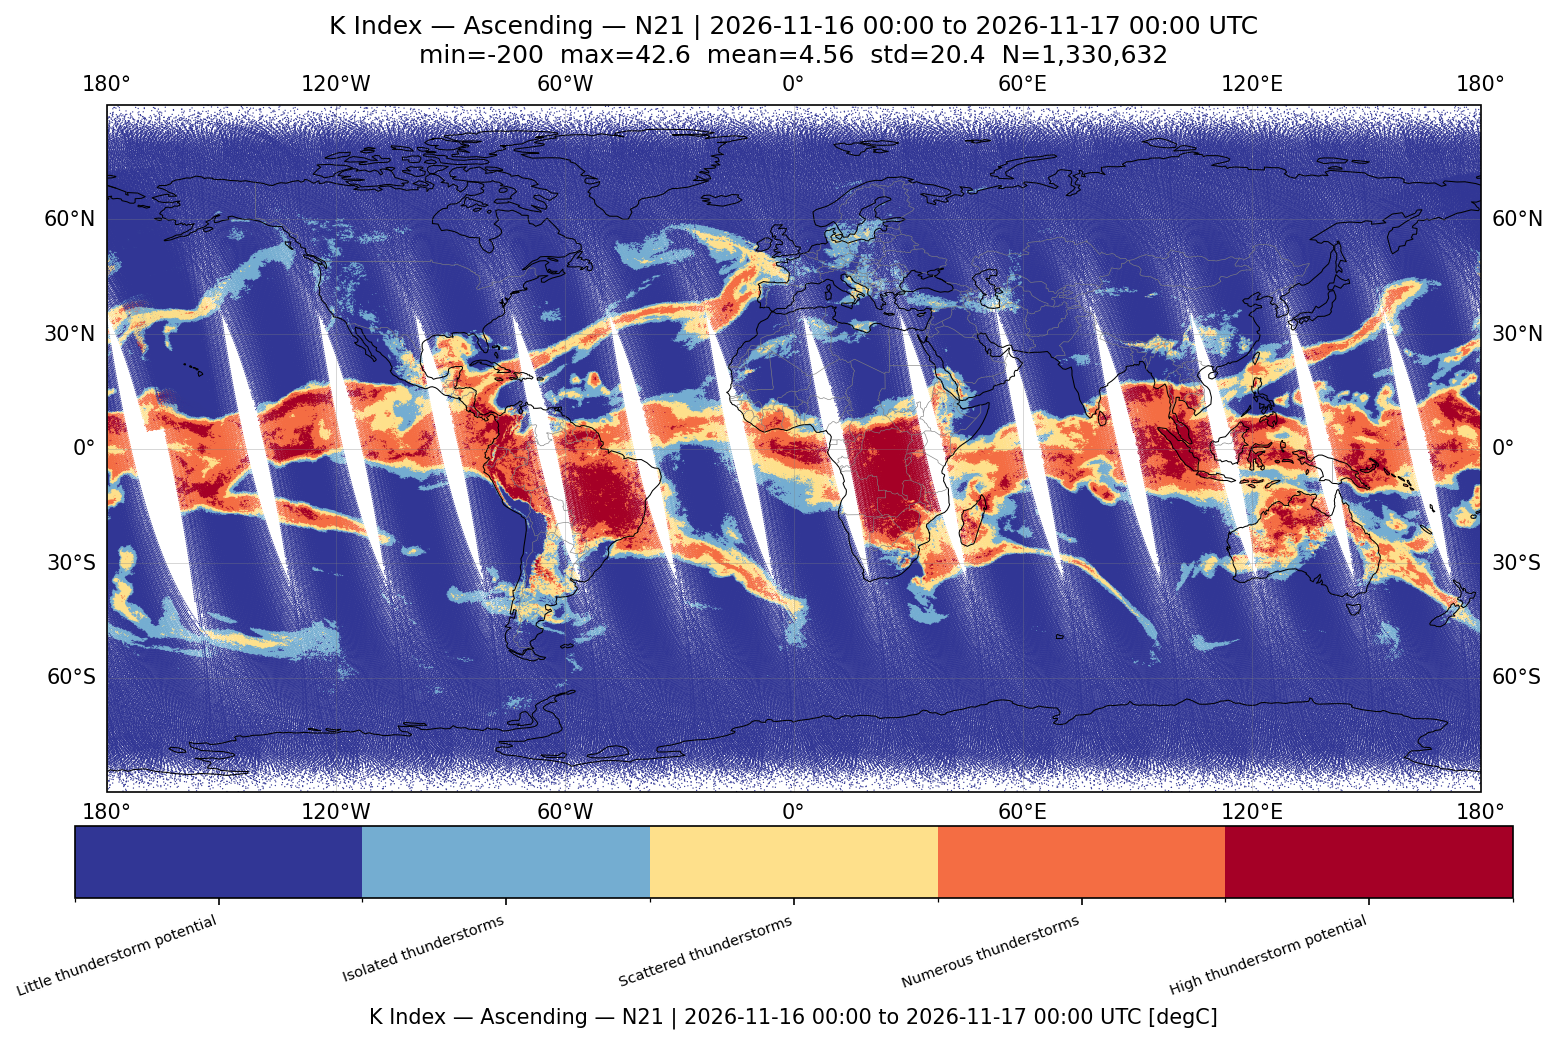 K Index — Ascending — N21 | 2026-11-16 00:00 to 2026-11-17 00:00 UTC
min=-200 max=42.6 mean=4.56 std=20.4 N=1,330,632
180° 120°W 60°W 0° 60°E 120°E 180°
60°N 60°N
30°N 30°N
0° 0°
30°S 30°S
60°S 60°S
180° 120°W 60°W 0° 60°E 120°E 180°
Little thunderstorm potential
Isolated thunderstorms
Scattered thunderstorms
Numerous thunderstorms
High thunderstorm potential
K Index — Ascending — N21 | 2026-11-16 00:00 to 2026-11-17 00:00 UTC [degC]